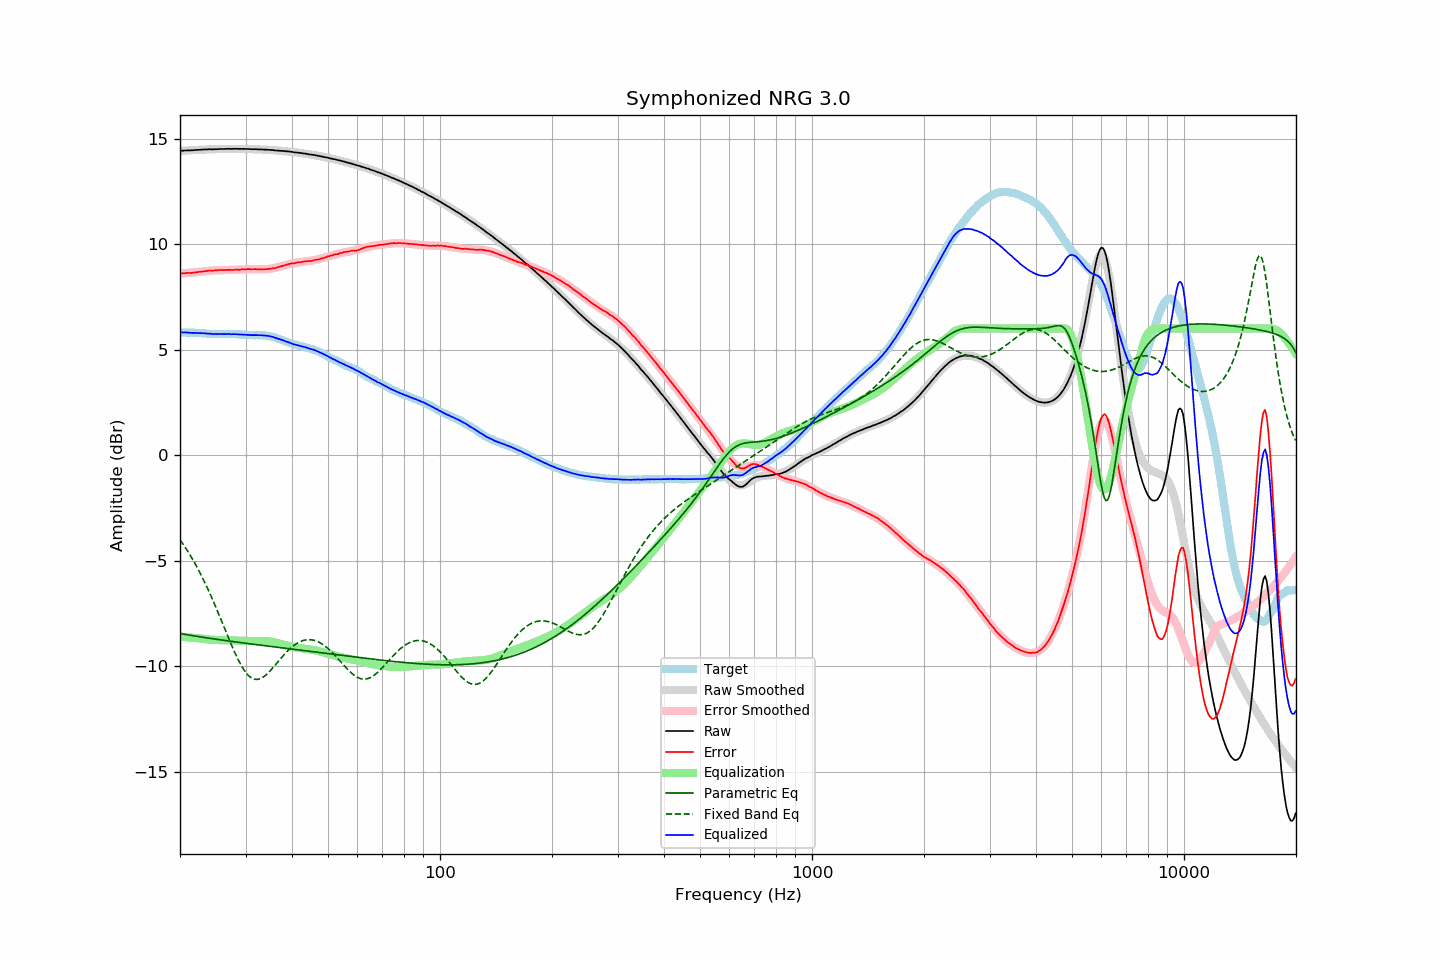 Symphonized NRG 3.0
Amplitude (dBr)
15
10
5
0
−5
−10
−15
100
1000
10000
Frequency (Hz)
Target
Raw Smoothed
Error Smoothed
Raw
Error
Equalization
Parametric Eq
Fixed Band Eq
Equalized